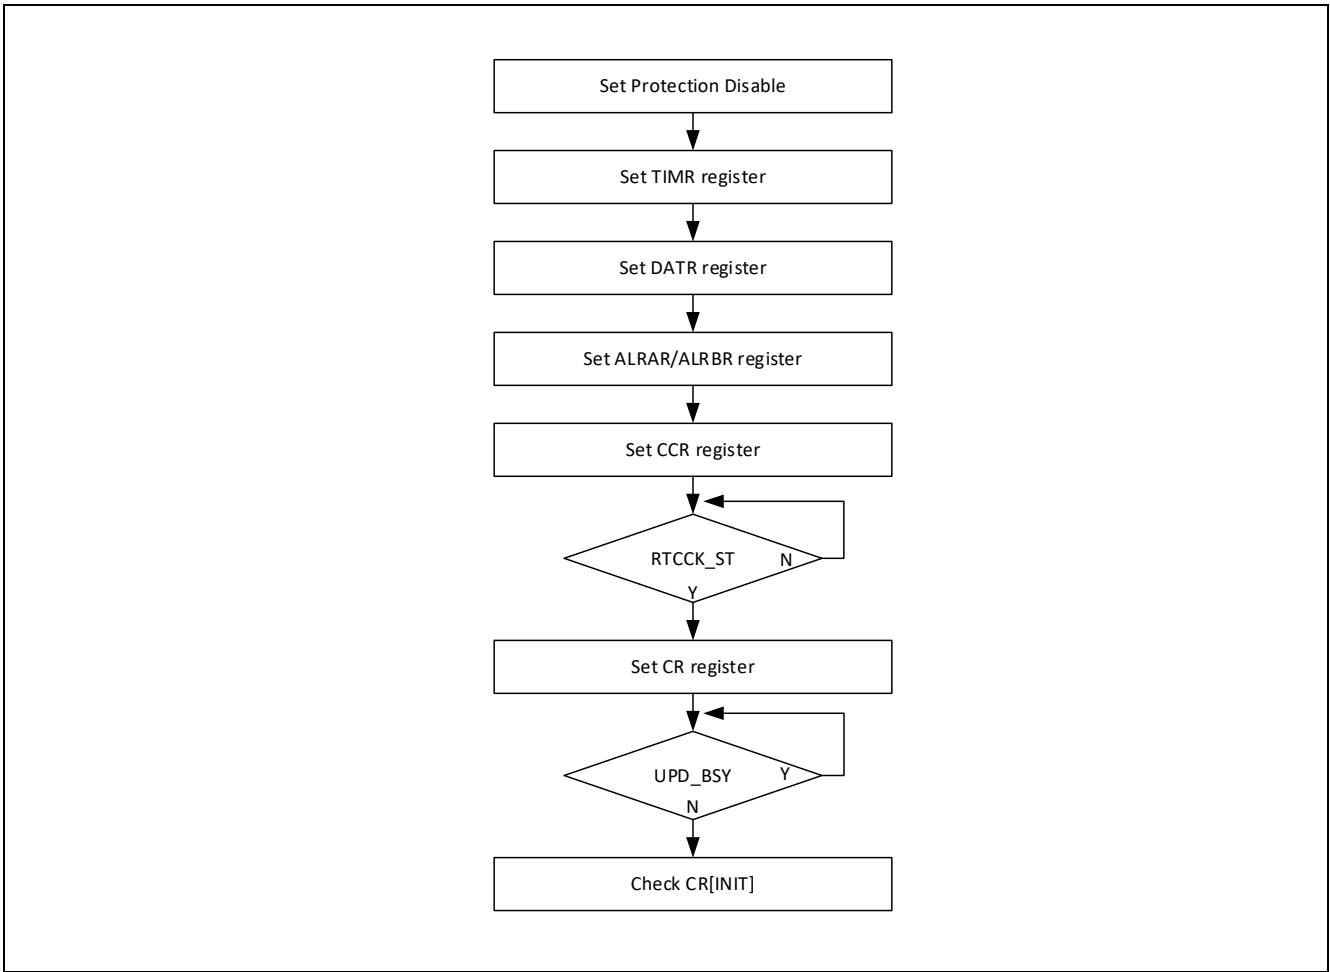 Set Protection Disable
Set TIMR register
Set DATR register
Set ALRAR/ALRBR register
Set CCR register
RTCCK_ST
N
Y
Set CR register
UPD_BSY
Y
N
Check CR[INIT]